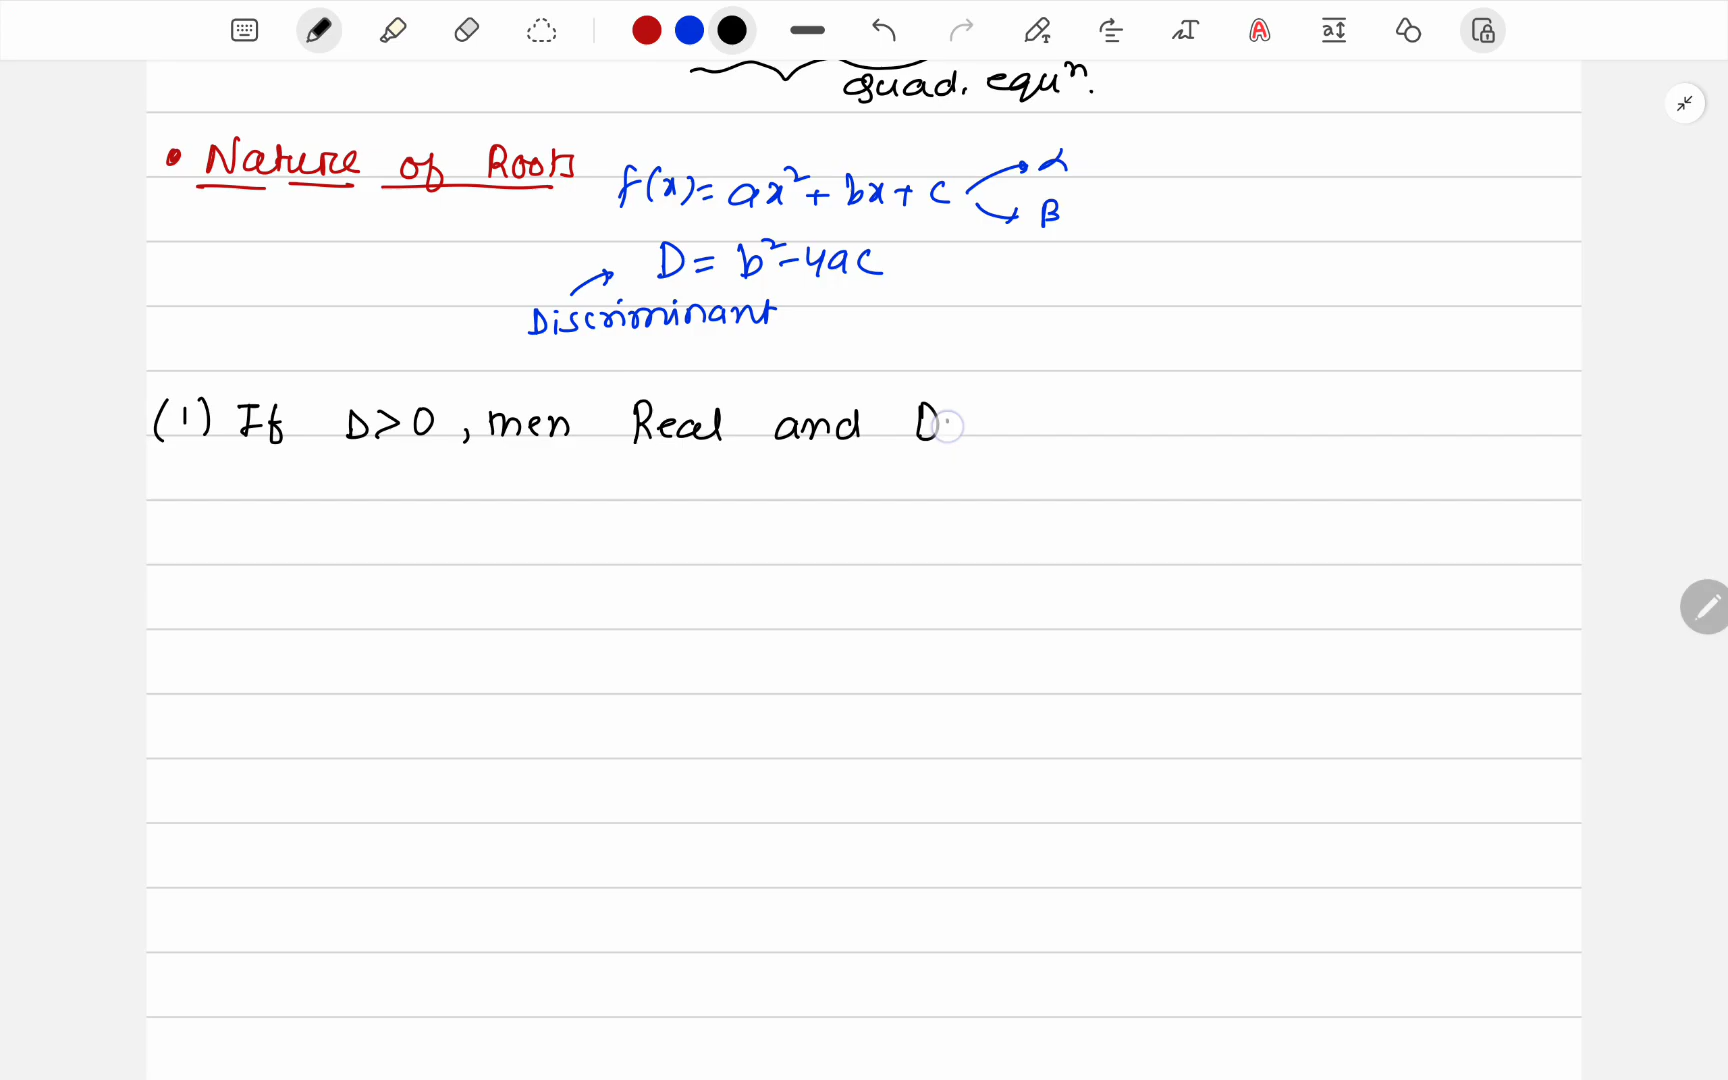 quad. equⁿ.
• Nature of Roots
f(x) = ax² + bx + c → α
→ β
D = b² - 4ac
Discriminant
(1) If D>0, then Real and D